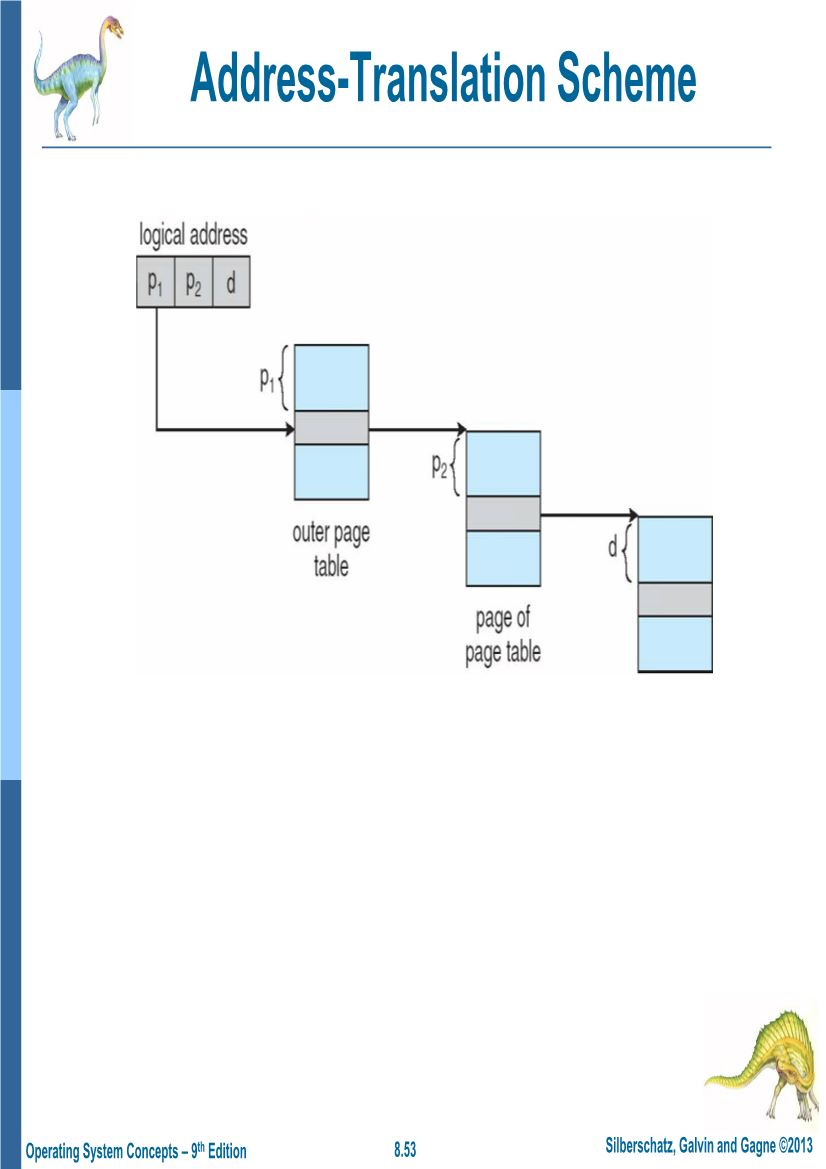 Address-Translation Scheme
logical address
p1 p2 d
p1
p2
outer page
table
d
page of
page table
Operating System Concepts – 9th Edition
8.53
Silberschatz, Galvin and Gagne ©2013